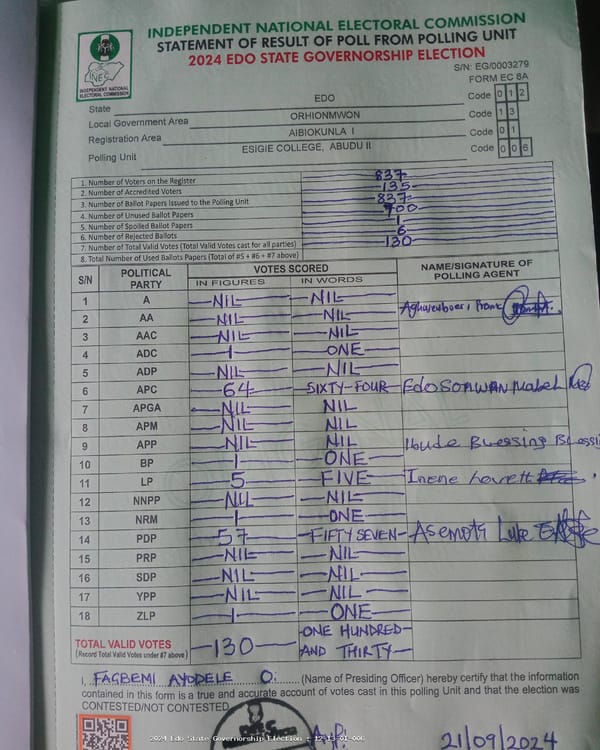 INDEPENDENT NATIONAL ELECTORAL COMMISSION
STATEMENT OF RESULT OF POLL FROM POLLING UNIT
2024 EDO STATE GOVERNORSHIP ELECTION
S/N: EG/0003279
FORM EC 8A
INEC
INDEPENDENT NATIONAL
ELECTORAL COMMISSION
State EDO Code 0 1 2
Local Government Area ORHIONMWON Code 1 3
Registration Area AIBIOKUNLA I Code 0 1
Polling Unit ESIGIE COLLEGE, ABUDU II Code 0 0 6
1. Number of Voters on the Register 837
2. Number of Accredited Voters 135
3. Number of Ballot Papers Issued to the Polling Unit 837
4. Number of Unused Ballot Papers 700
5. Number of Spoiled Ballot Papers 1
6. Number of Rejected Ballots 6
7. Number of Total Valid Votes (Total Valid Votes cast for all parties) 130
8. Total Number of Used Ballots Papers (Total of #5 + #6 + #7 above)
S/N POLITICAL PARTY VOTES SCORED NAME/SIGNATURE OF POLLING AGENT
IN FIGURES IN WORDS
1 A NIL NIL
2 AA NIL NIL
3 AAC NIL NIL
4 ADC 1 ONE
5 ADP NIL NIL
6 APC 64 SIXTY-FOUR Edosomwan Mabel
7 APGA NIL NIL
8 APM NIL NIL
9 APP NIL NIL Blessing
10 BP 1 ONE
11 LP 5 FIVE
12 NNPP NIL NIL
13 NRM 1 ONE
14 PDP 57 FIFTY SEVEN Asemota Luke
15 PRP NIL NIL
16 SDP NIL NIL
17 YPP NIL NIL
18 ZLP 1 ONE
TOTAL VALID VOTES 130 ONE HUNDRED
(Record Total Valid Votes under #7 above) AND THIRTY
I, FAGBEMI AYODELE O. (Name of Presiding Officer) hereby certify that the information
contained in this form is a true and accurate account of votes cast in this polling Unit and that the election was
CONTESTED/NOT CONTESTED
21/09/2024
2024 Edo State Governorship Election - 12-13-01-006